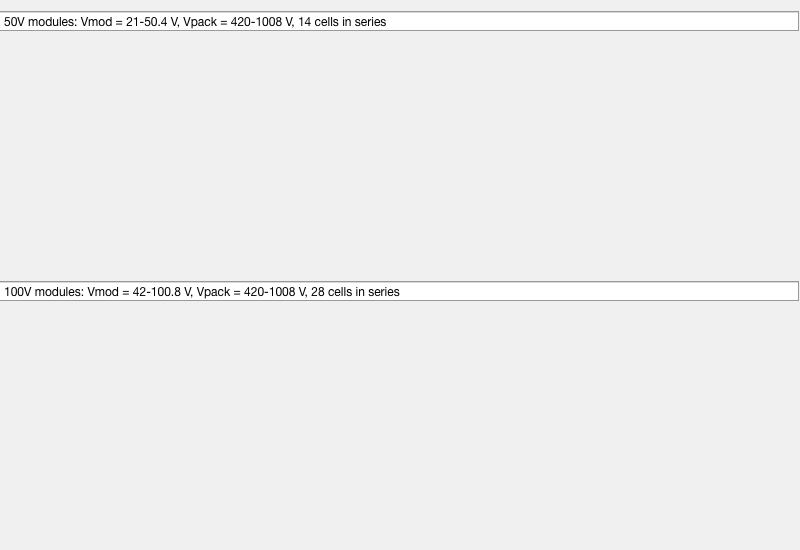 50V modules: Vmod = 21-50.4 V, Vpack = 420-1008 V, 14 cells in series
100V modules: Vmod = 42-100.8 V, Vpack = 420-1008 V, 28 cells in series